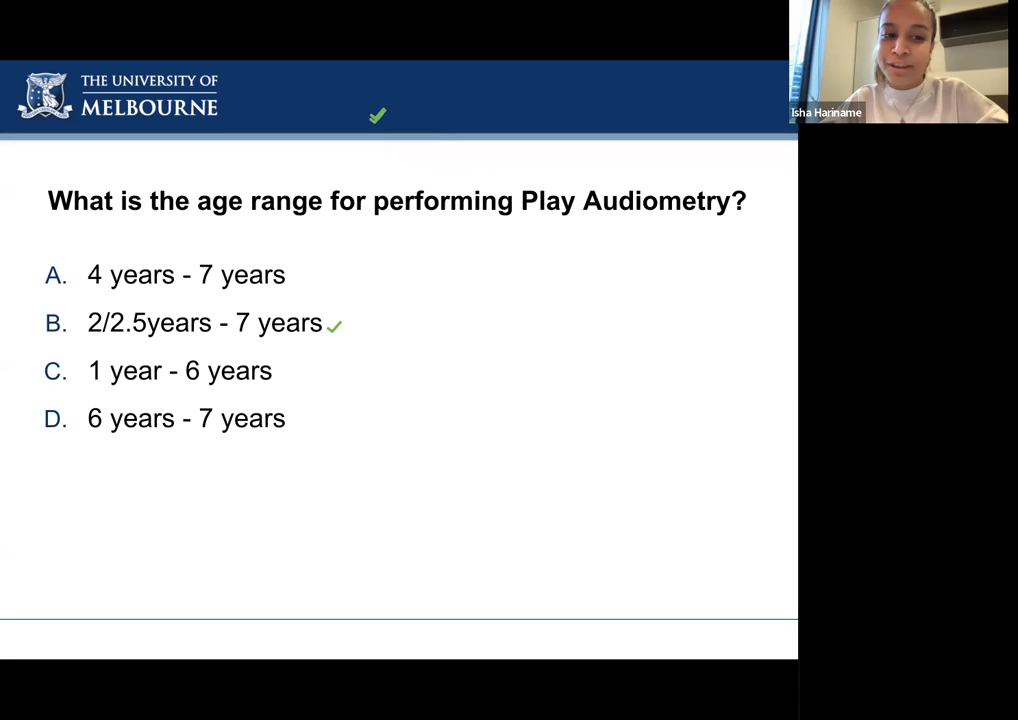 THE UNIVERSITY OF
MELBOURNE
Isha Hariname
What is the age range for performing Play Audiometry?
A. 4 years - 7 years
B. 2/2.5years - 7 years
C. 1 year - 6 years
D. 6 years - 7 years